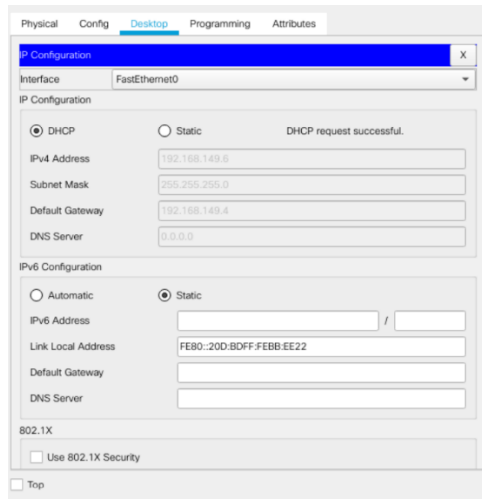 Physical Config Desktop Programming Attributes
IP Configuration X
Interface FastEthernet0
IP Configuration
DHCP Static DHCP request successful.
IPv4 Address 192.168.149.6
Subnet Mask 255.255.255.0
Default Gateway 192.168.149.4
DNS Server 0.0.0.0
IPv6 Configuration
Automatic Static
IPv6 Address /
Link Local Address FE80::20D:BDFF:FEBB:EE22
Default Gateway
DNS Server
802.1X
Use 802.1X Security
Top